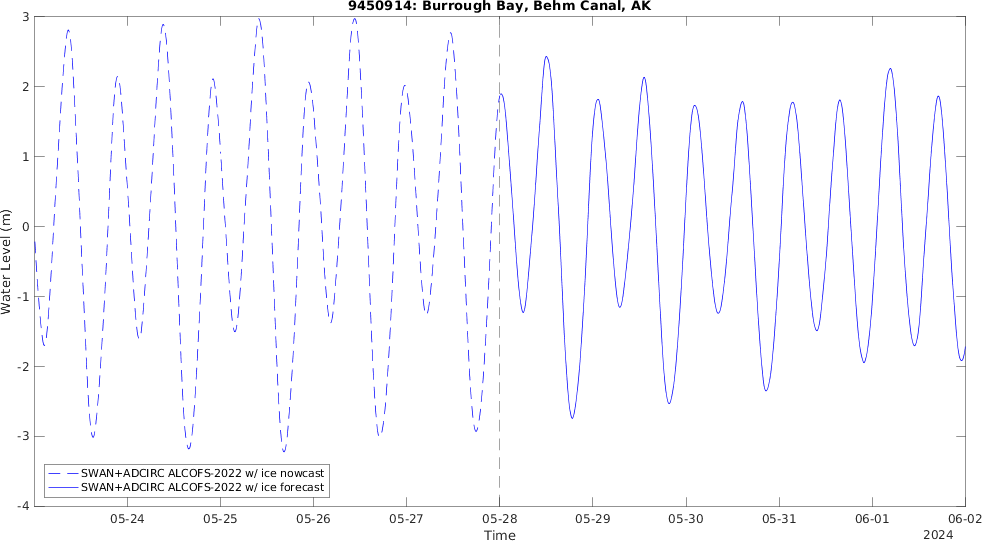 9450914: Burrough Bay, Behm Canal, AK
3
2
1
0
-1
-2
-3
-4
Water Level (m)
SWAN+ADCIRC ALCOFS-2022 w/ ice nowcast
SWAN+ADCIRC ALCOFS-2022 w/ ice forecast
05-24 05-25 05-26 05-27 05-28 05-29 05-30 05-31 06-01 06-02
Time
2024